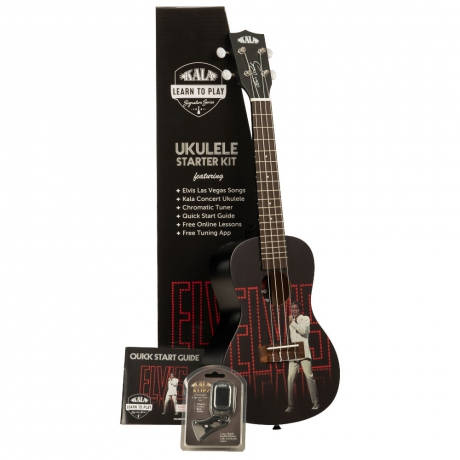 KALA
LEARN TO PLAY
Signature Series
UKULELE
STARTER KIT
featuring
• Elvis Las Vegas Songs
• Kala Concert Ukulele
• Chromatic Tuner
• Quick Start Guide
• Free Online Lessons
• Free Tuning App
ELVIS
KALA
ELVIS
QUICK START GUIDE
ELVIS
KALA
LEARN TO PLAY
KALA